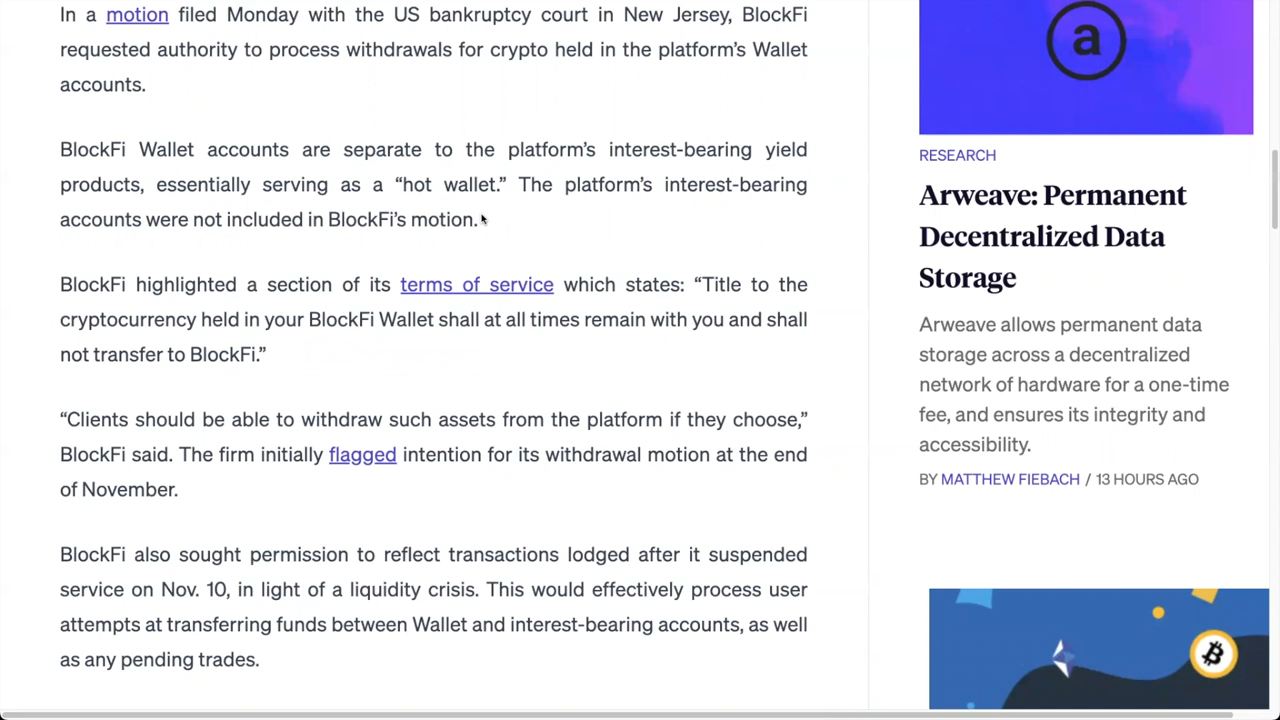 In a motion filed Monday with the US bankruptcy court in New Jersey, BlockFi
requested authority to process withdrawals for crypto held in the platform’s Wallet
accounts.
BlockFi Wallet accounts are separate to the platform’s interest-bearing yield
products, essentially serving as a “hot wallet.” The platform’s interest-bearing
accounts were not included in BlockFi’s motion.
BlockFi highlighted a section of its terms of service which states: “Title to the
cryptocurrency held in your BlockFi Wallet shall at all times remain with you and shall
not transfer to BlockFi.”
“Clients should be able to withdraw such assets from the platform if they choose,”
BlockFi said. The firm initially flagged intention for its withdrawal motion at the end
of November.
BlockFi also sought permission to reflect transactions lodged after it suspended
service on Nov. 10, in light of a liquidity crisis. This would effectively process user
attempts at transferring funds between Wallet and interest-bearing accounts, as well
as any pending trades.
a
RESEARCH
Arweave: Permanent
Decentralized Data
Storage
Arweave allows permanent data
storage across a decentralized
network of hardware for a one-time
fee, and ensures its integrity and
accessibility.
BY MATTHEW FIEBACH / 13 HOURS AGO